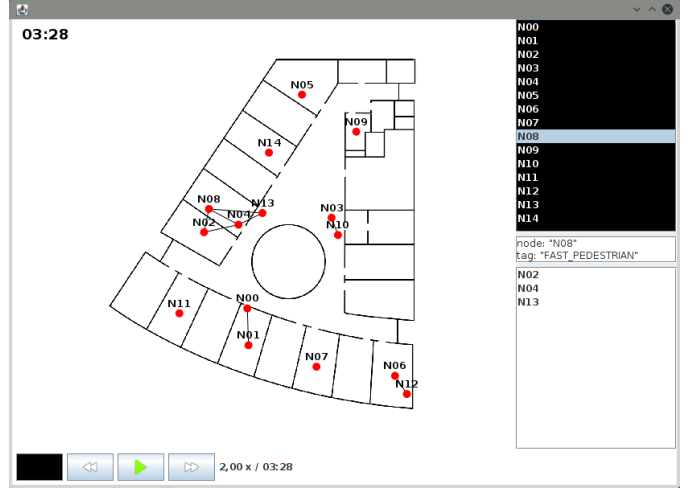 03:28
N05
N09
N14
N08
N13
N04
N02
N03
N10
N00
N11
N01
N07
N06
N12
N00
N01
N02
N03
N04
N05
N06
N07
N08
N09
N10
N11
N12
N13
N14
node: "N08"
tag: "FAST_PEDESTRIAN"
N02
N04
N13
2,00 x / 03:28